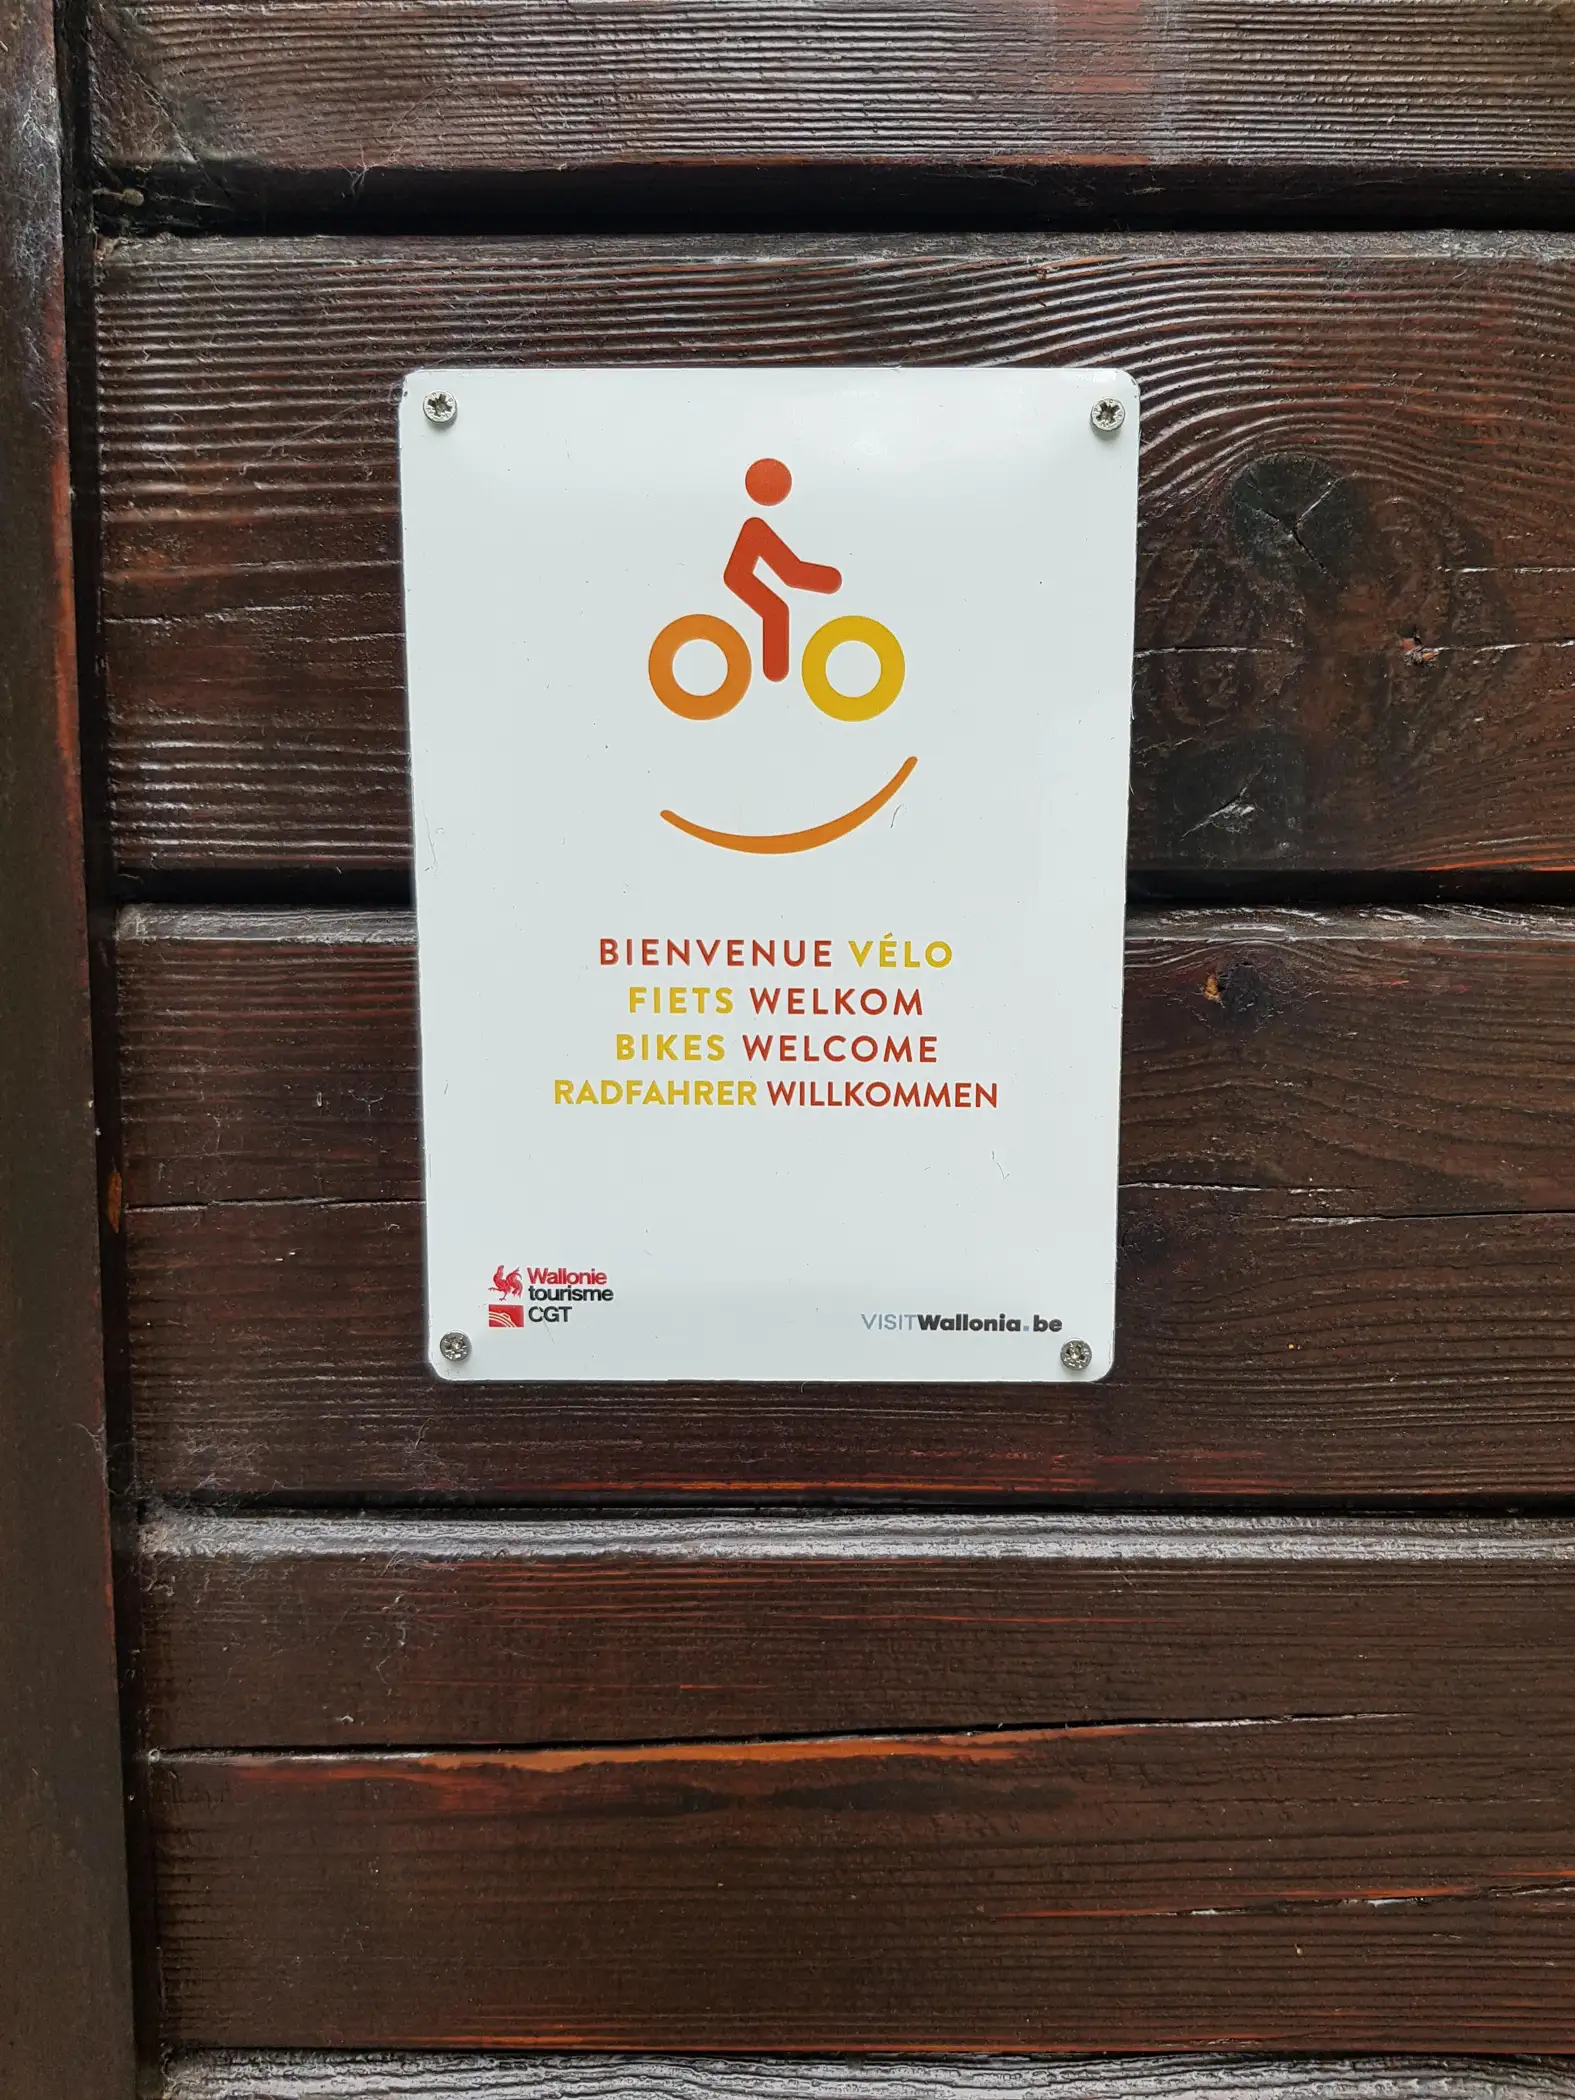 BIENVENUE VÉLO
FIETS WELKOM
BIKES WELCOME
RADFAHRER WILLKOMMEN
Wallonie
tourisme
CGT
VISITWallonia.be